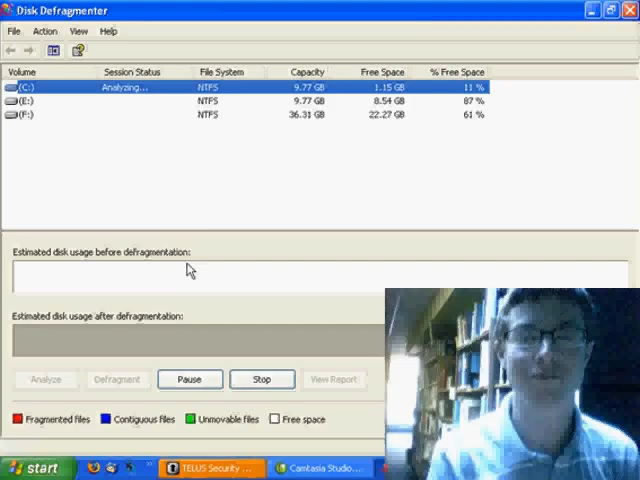 Disk Defragmenter
File Action View Help
Volume Session Status File System Capacity Free Space % Free Space
(C:) Analyzing... NTFS 9.77 GB 1.15 GB 11 %
(E:) NTFS 9.77 GB 8.54 GB 87 %
(F:) NTFS 36.31 GB 22.27 GB 61 %
Estimated disk usage before defragmentation:
Estimated disk usage after defragmentation:
Analyze Defragment Pause Stop View Report
Fragmented files Contiguous files Unmovable files Free space
start TELUS Security ... Camtasia Studio...